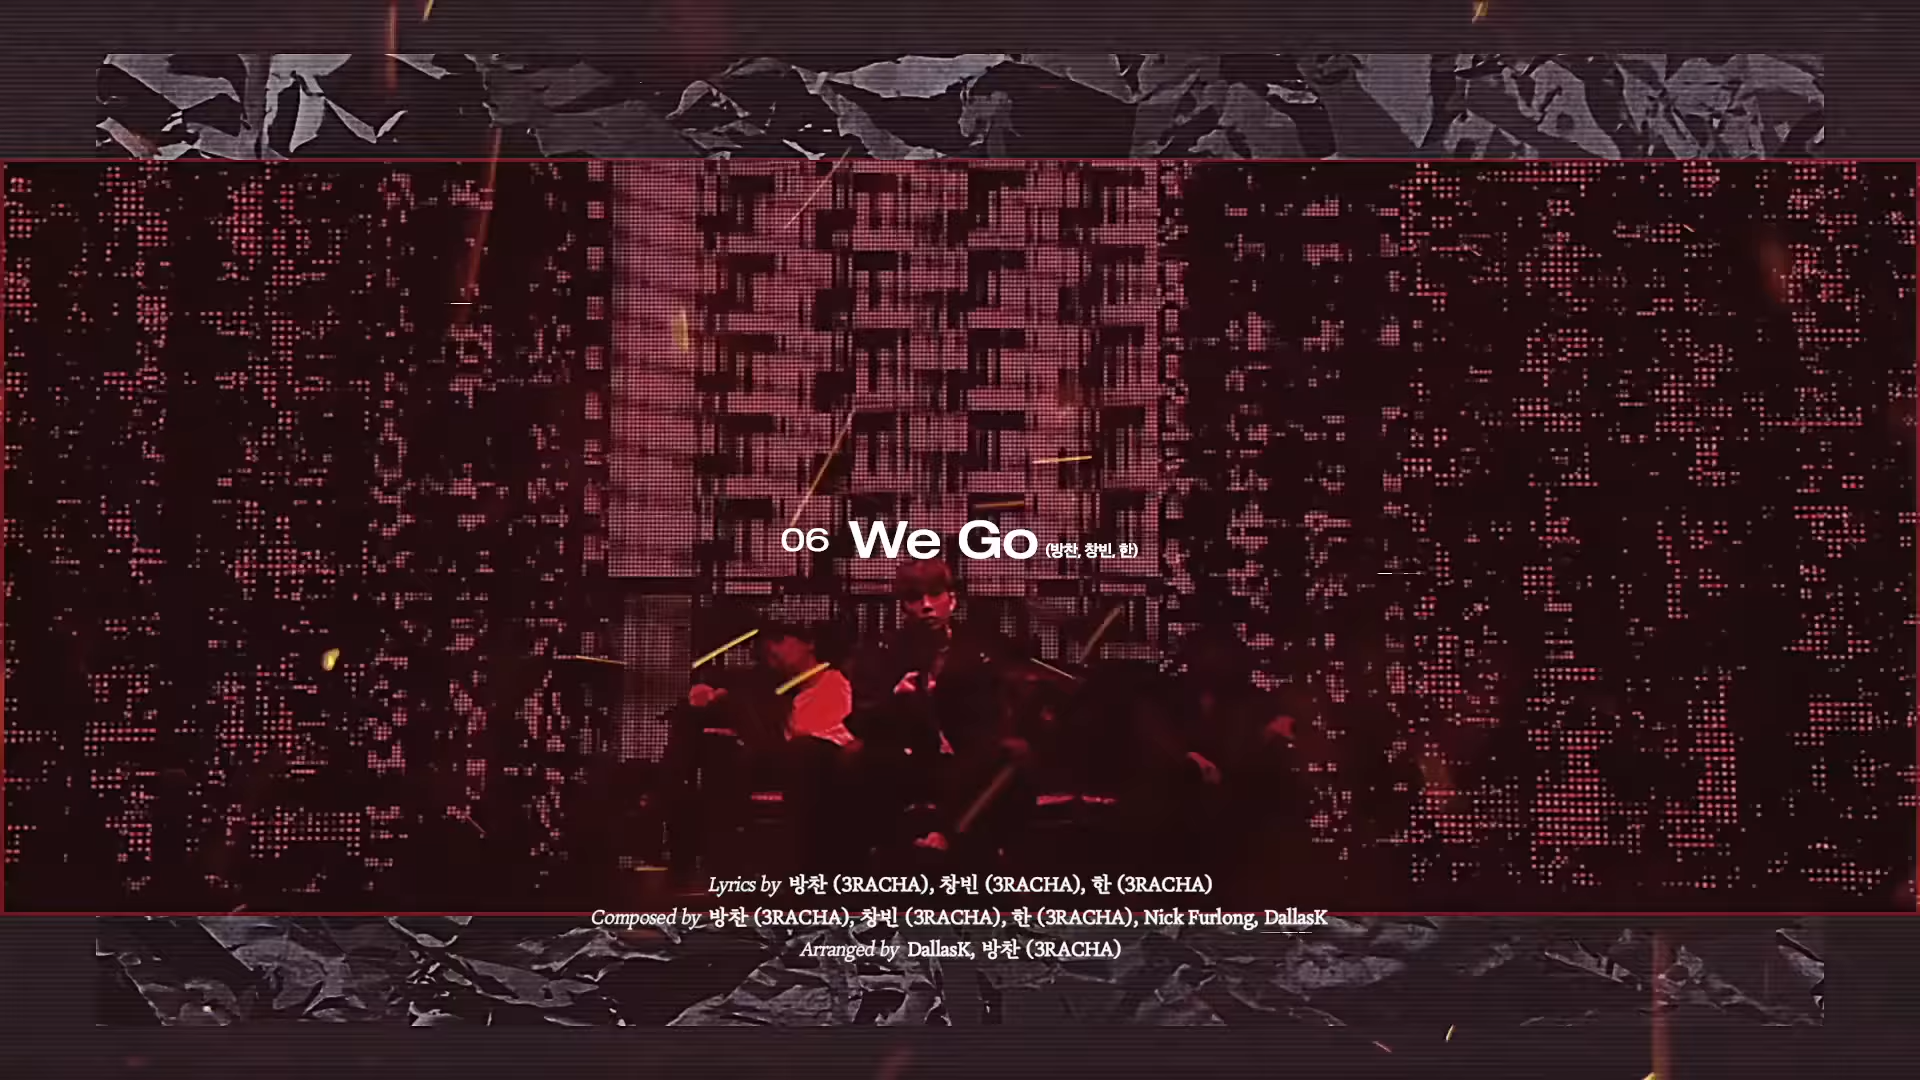 06 We Go (방찬, 창빈, 한)
Lyrics by 방찬 (3RACHA), 창빈 (3RACHA), 한 (3RACHA)
Composed by 방찬 (3RACHA), 창빈 (3RACHA), 한 (3RACHA), Nick Furlong, DallasK
Arranged by DallasK, 방찬 (3RACHA)